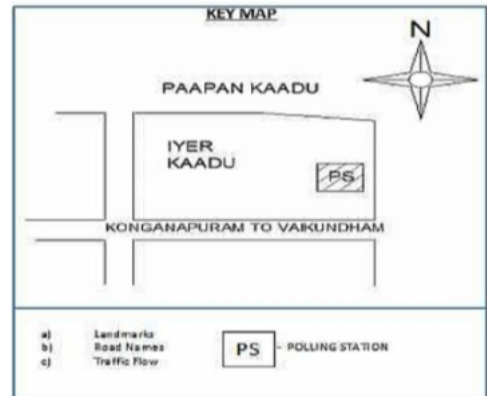 KEY MAP
N
PAAPAN KAADU
IYER
KAADU
PS
KONGANAPURAM TO VAIKUNDHAM
a) Landmarks
b) Road Names
c) Traffic Flow
PS - POLLING STATION